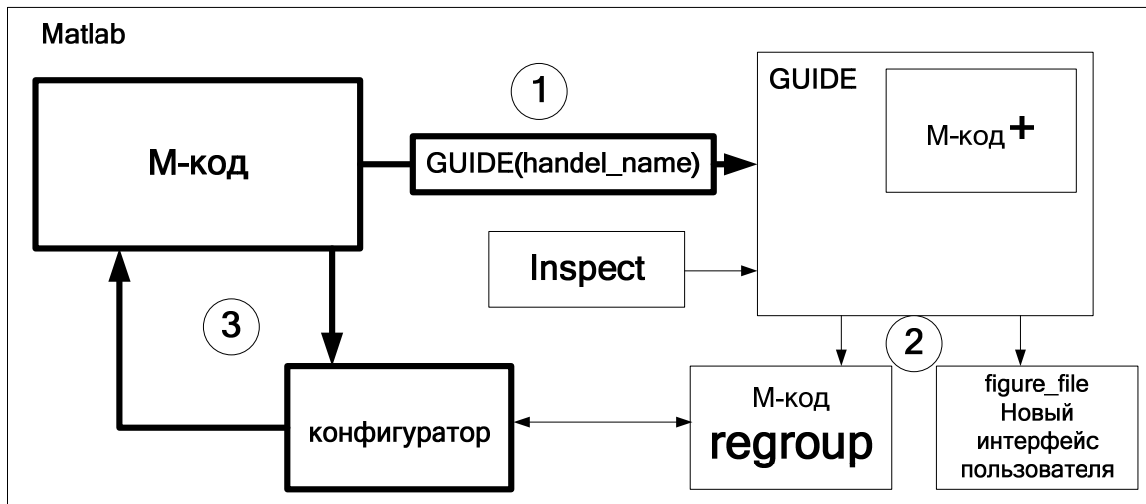 Matlab
М-код
1
GUIDE(handel_name)
GUIDE
М-код+
Inspect
3
2
конфигуратор
М-код
regroup
figure_file
Новый
интерфейс
пользователя